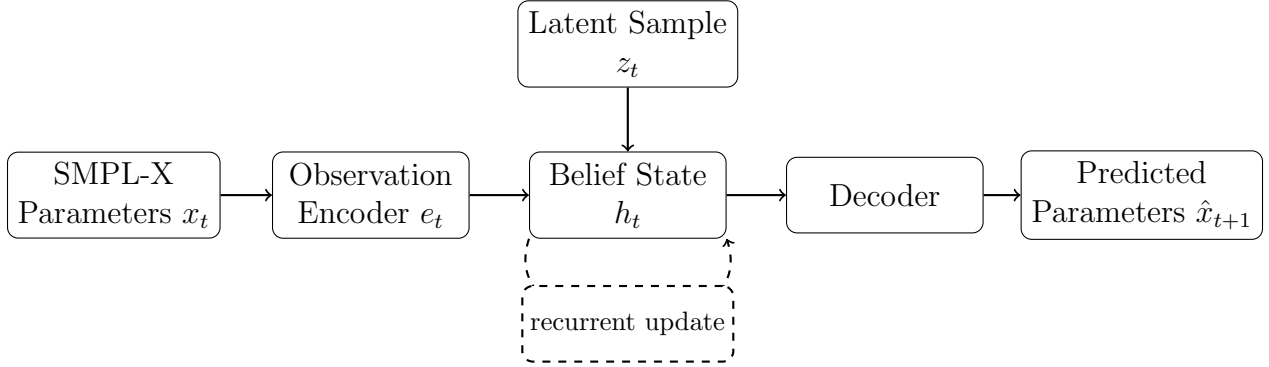 Latent Sample
z_t
SMPL-X
Parameters x_t
Observation
Encoder e_t
Belief State
h_t
Decoder
Predicted
Parameters x̂_{t+1}
recurrent update